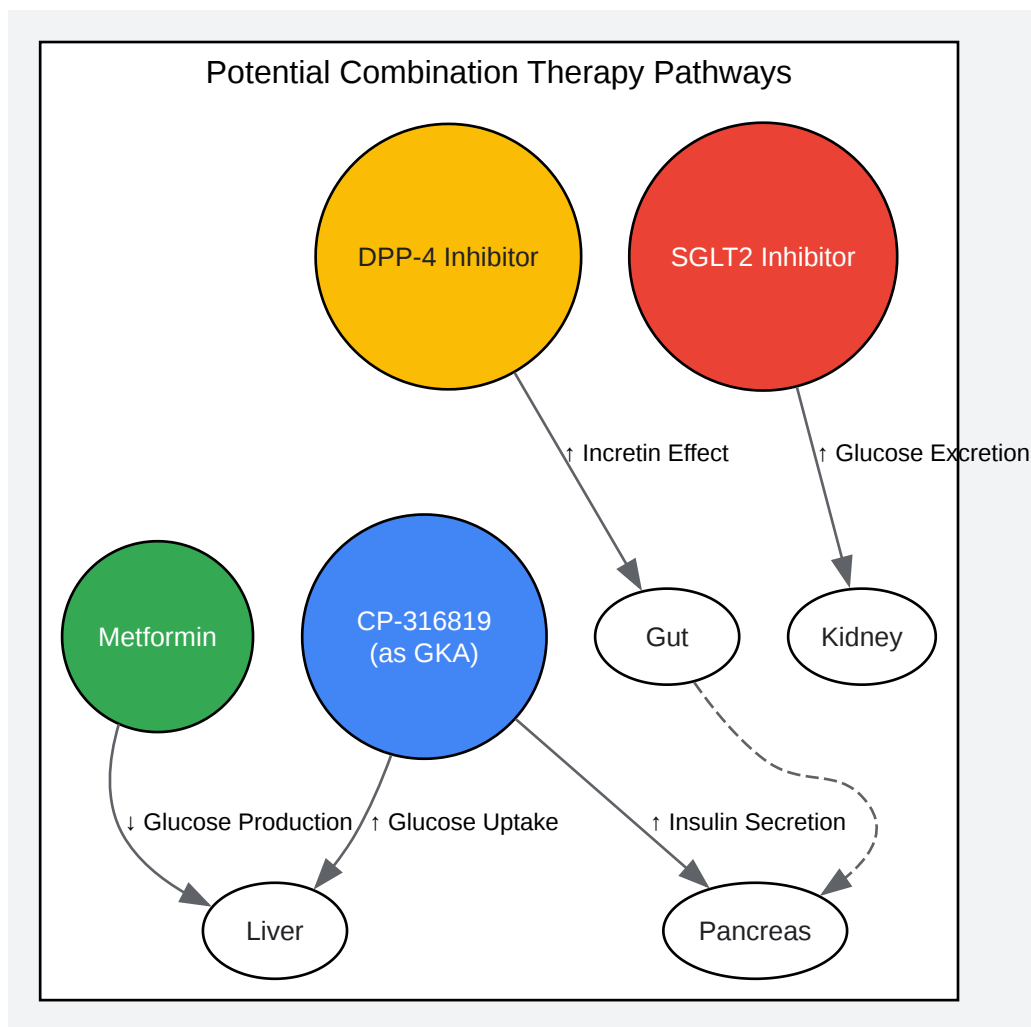 Potential Combination Therapy Pathways
DPP-4 Inhibitor
SGLT2 Inhibitor
↑ Incretin Effect
↑ Glucose Excretion
Metformin
CP-316819
(as GKA)
Gut
Kidney
↓ Glucose Production
↑ Glucose Uptake
↑ Insulin Secretion
Liver
Pancreas